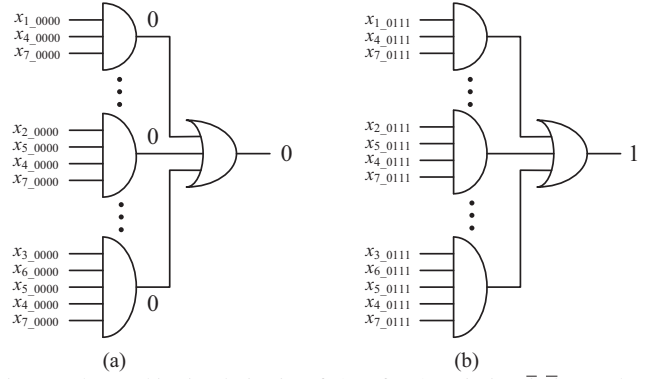 x1_0000
x4_0000
x7_0000
0
x2_0000
x5_0000
x4_0000
x7_0000
0
0
x3_0000
x6_0000
x5_0000
x4_0000
x7_0000
0
(a)
x1_0111
x4_0111
x7_0111
x2_0111
x5_0111
x4_0111
x7_0111
1
x3_0111
x6_0111
x5_0111
x4_0111
x7_0111
(b)